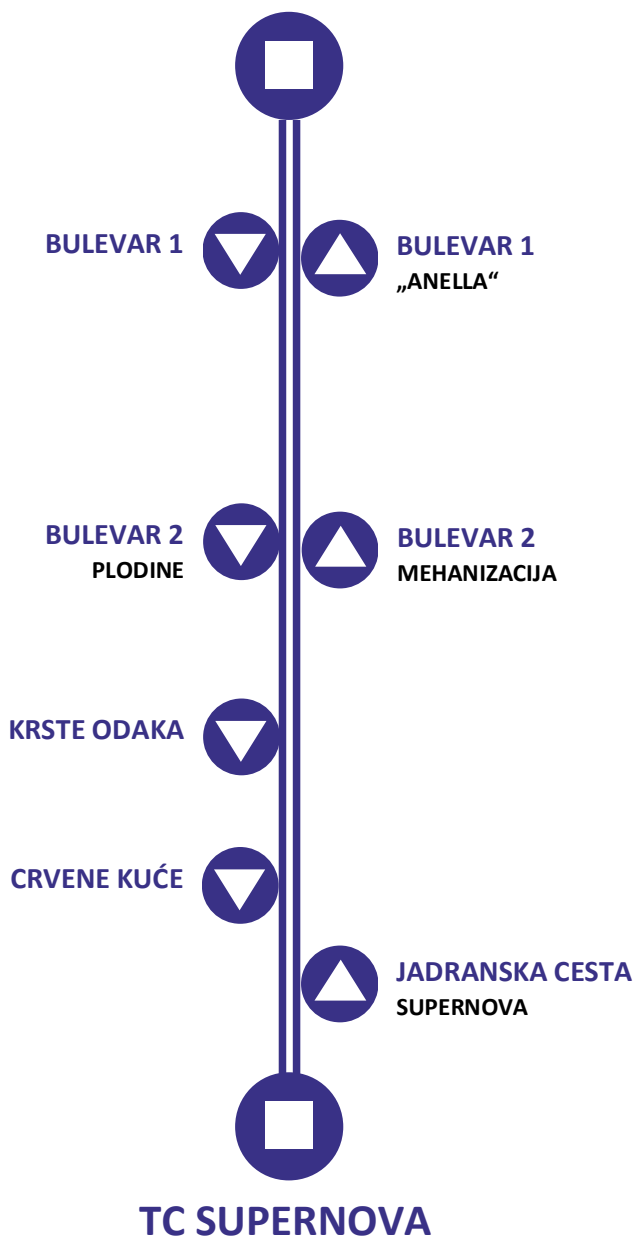 BULEVAR 1
BULEVAR 1
„ANELLA“
BULEVAR 2
PLODINE
BULEVAR 2
MEHANIZACIJA
KRSTE ODAKA
CRVENE KUĆE
JADRANSKA CESTA
SUPERNOVA
TC SUPERNOVA